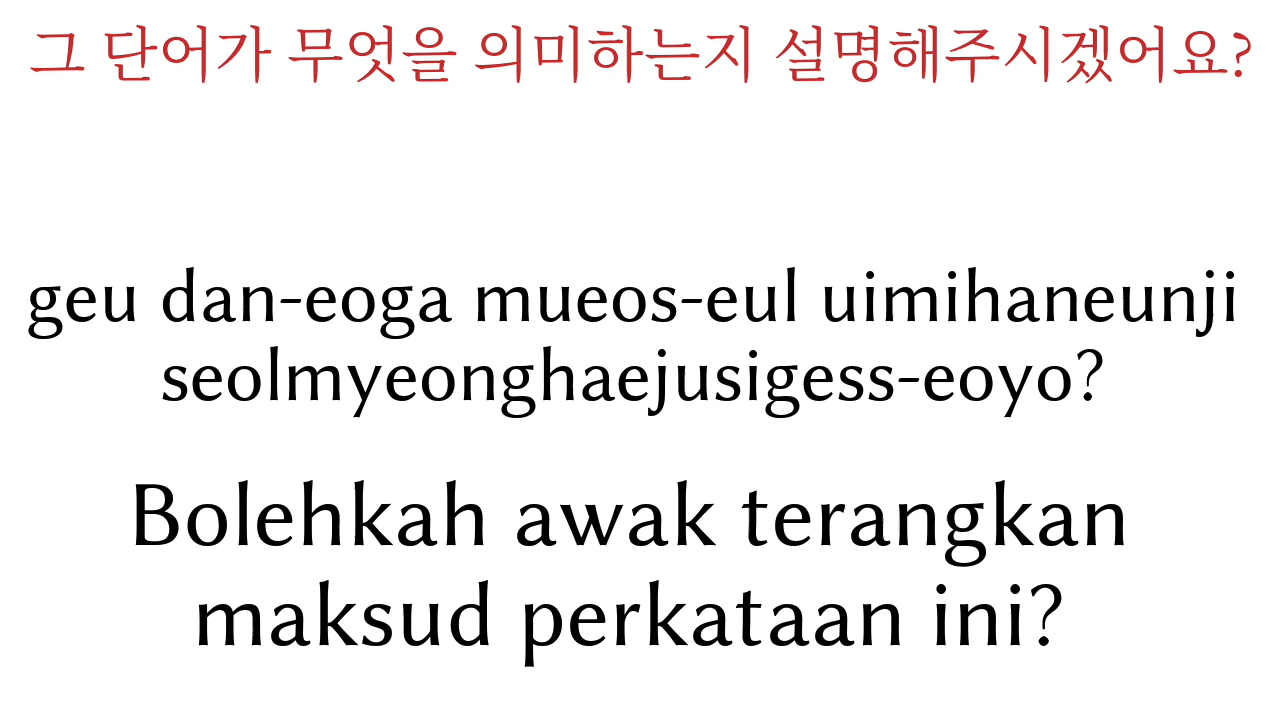 그 단어가 무엇을 의미하는지 설명해주시겠어요?
geu dan-eoga mueos-eul uimihaneunji
seolmyeonghaejusigess-eoyo?
Bolehkah awak terangkan
maksud perkataan ini?